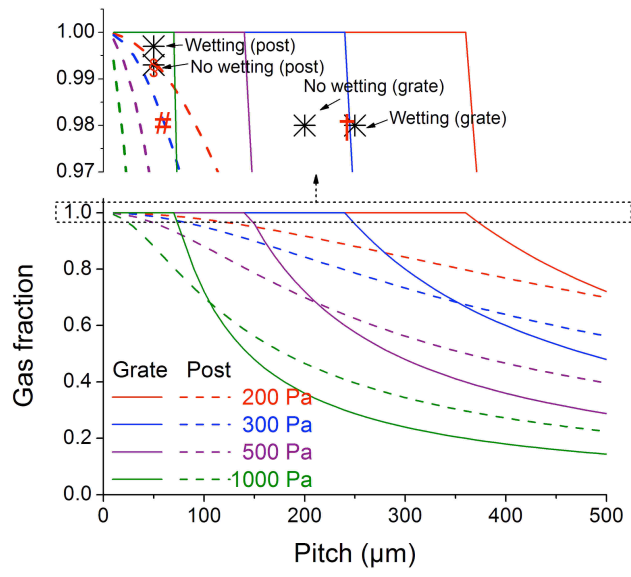 1.00
Wetting (post)
0.99
No wetting (post)
$
No wetting (grate)
#
0.98
†
Wetting (grate)
0.97
1.0
0.8
0.6
0.4
0.2
0.0
Gas fraction
Grate Post
200 Pa
300 Pa
500 Pa
1000 Pa
0 100 200 300 400 500
Pitch (µm)